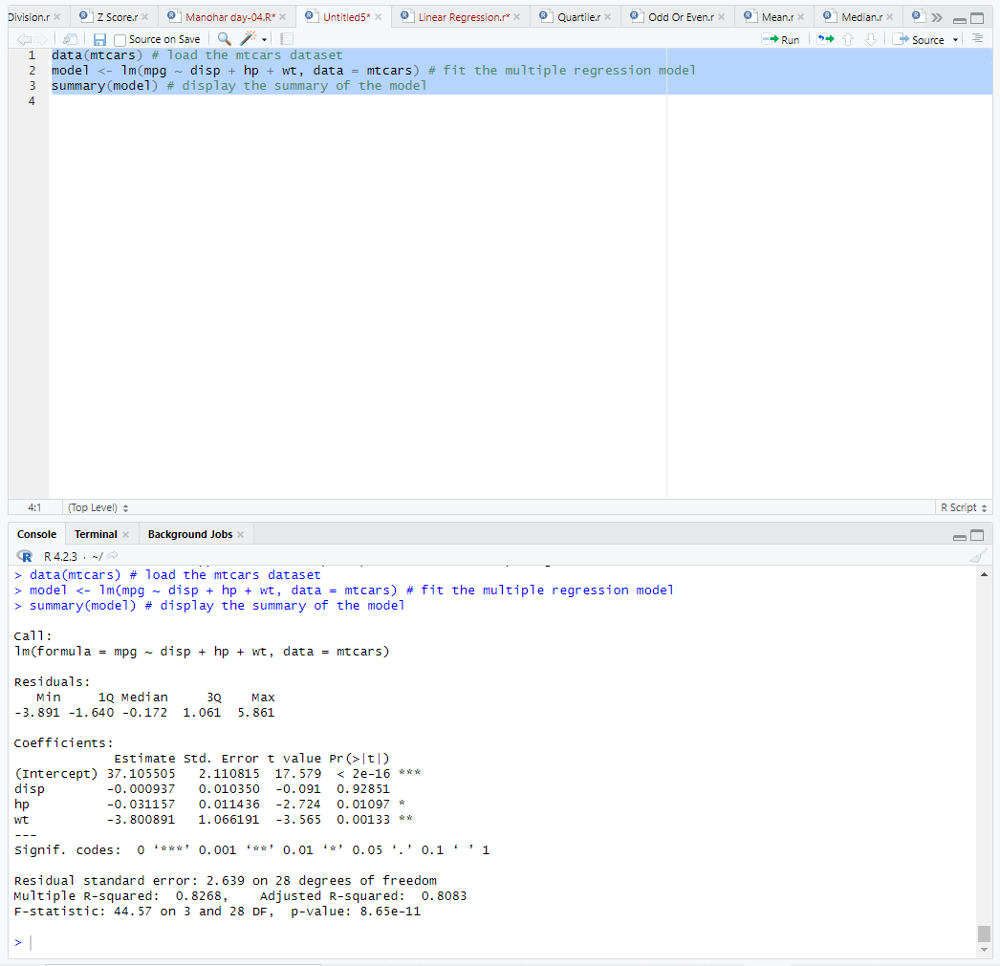 Division.r Z Score.r Manohar day-04.R* Untitled5* Linear Regression.r* Quartile.r Odd Or Even.r Mean.r Median.r
Source on Save Run Source
1 data(mtcars) # load the mtcars dataset
2 model <- lm(mpg ~ disp + hp + wt, data = mtcars) # fit the multiple regression model
3 summary(model) # display the summary of the model
4
4:1 (Top Level) R Script
Console Terminal Background Jobs
R 4.2.3 · ~/
> data(mtcars) # load the mtcars dataset
> model <- lm(mpg ~ disp + hp + wt, data = mtcars) # fit the multiple regression model
> summary(model) # display the summary of the model
Call:
lm(formula = mpg ~ disp + hp + wt, data = mtcars)
Residuals:
Min 1Q Median 3Q Max
-3.891 -1.640 -0.172 1.061 5.861
Coefficients:
Estimate Std. Error t value Pr(>|t|)
(Intercept) 37.105505 2.110815 17.579 < 2e-16 ***
disp -0.000937 0.010350 -0.091 0.92851
hp -0.031157 0.011436 -2.724 0.01097 *
wt -3.800891 1.066191 -3.565 0.00133 **
---
Signif. codes: 0 ‘***’ 0.001 ‘**’ 0.01 ‘*’ 0.05 ‘.’ 0.1 ‘ ’ 1
Residual standard error: 2.639 on 28 degrees of freedom
Multiple R-squared: 0.8268, Adjusted R-squared: 0.8083
F-statistic: 44.57 on 3 and 28 DF, p-value: 8.65e-11
>